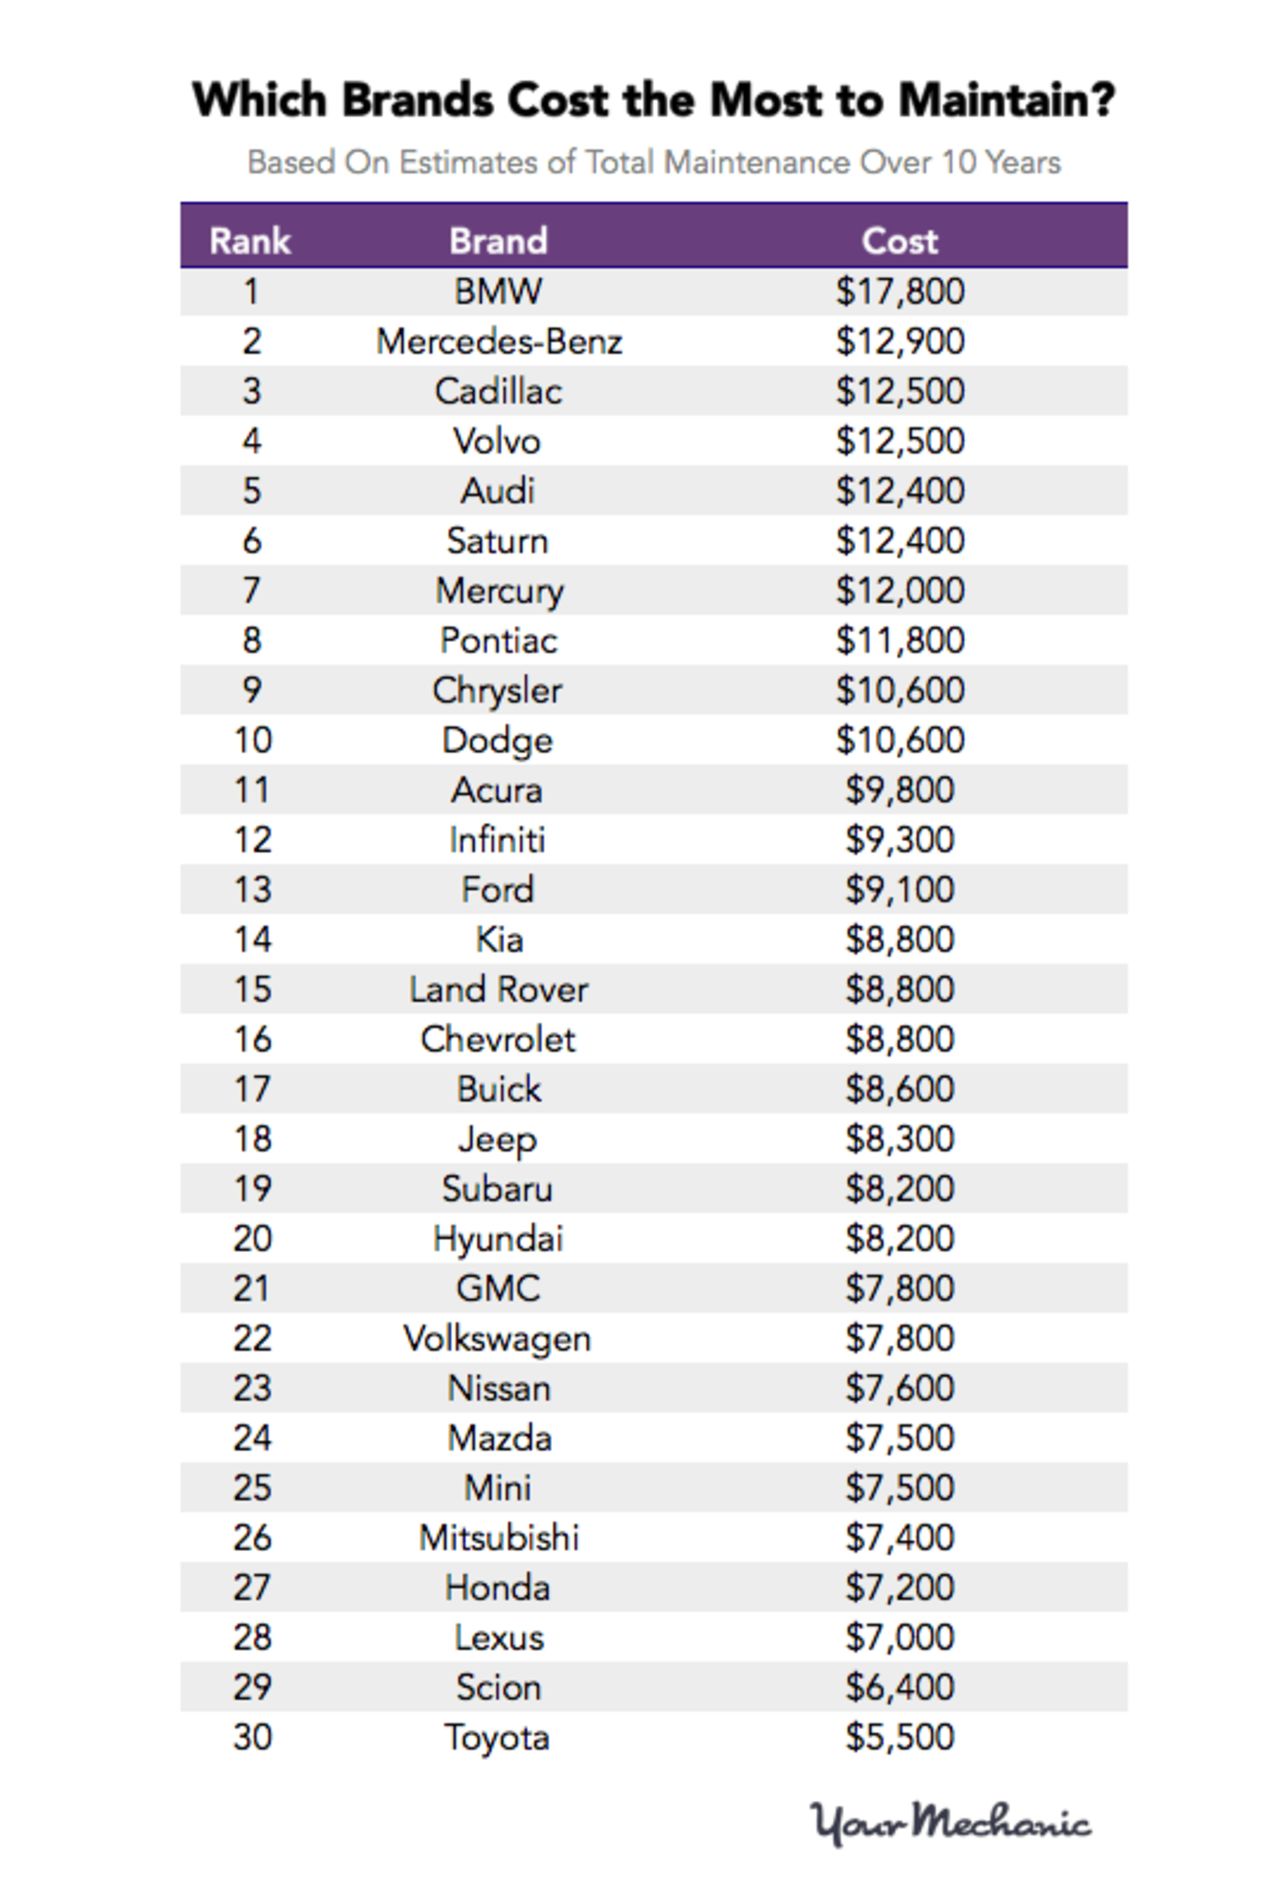 Which Brands Cost the Most to Maintain?
Based On Estimates of Total Maintenance Over 10 Years
Rank Brand Cost
1 BMW $17,800
2 Mercedes-Benz $12,900
3 Cadillac $12,500
4 Volvo $12,500
5 Audi $12,400
6 Saturn $12,400
7 Mercury $12,000
8 Pontiac $11,800
9 Chrysler $10,600
10 Dodge $10,600
11 Acura $9,800
12 Infiniti $9,300
13 Ford $9,100
14 Kia $8,800
15 Land Rover $8,800
16 Chevrolet $8,800
17 Buick $8,600
18 Jeep $8,300
19 Subaru $8,200
20 Hyundai $8,200
21 GMC $7,800
22 Volkswagen $7,800
23 Nissan $7,600
24 Mazda $7,500
25 Mini $7,500
26 Mitsubishi $7,400
27 Honda $7,200
28 Lexus $7,000
29 Scion $6,400
30 Toyota $5,500
YourMechanic